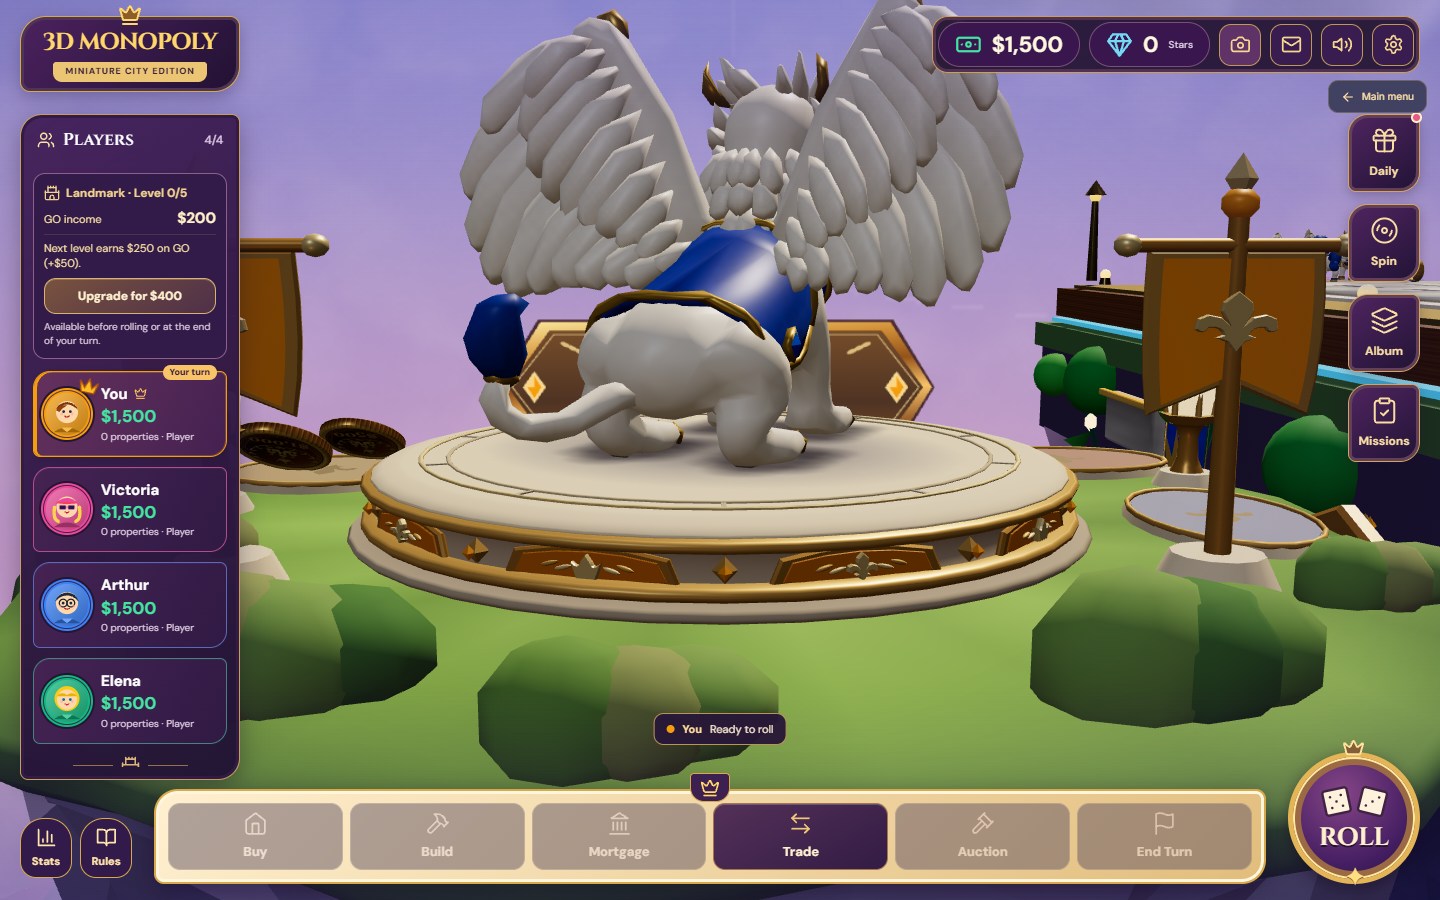 3D MONOPOLY
MINIATURE CITY EDITION
$1,500
0 Stars
Main menu
PLAYERS 4/4
Landmark · Level 0/5
GO income $200
Next level earns $250 on GO
(+$50).
Upgrade for $400
Available before rolling or at the end
of your turn.
Your turn
You
$1,500
0 properties · Player
Victoria
$1,500
0 properties · Player
Arthur
$1,500
0 properties · Player
Elena
$1,500
0 properties · Player
Daily
Spin
Album
Missions
You Ready to roll
Stats
Rules
Buy
Build
Mortgage
Trade
Auction
End Turn
ROLL